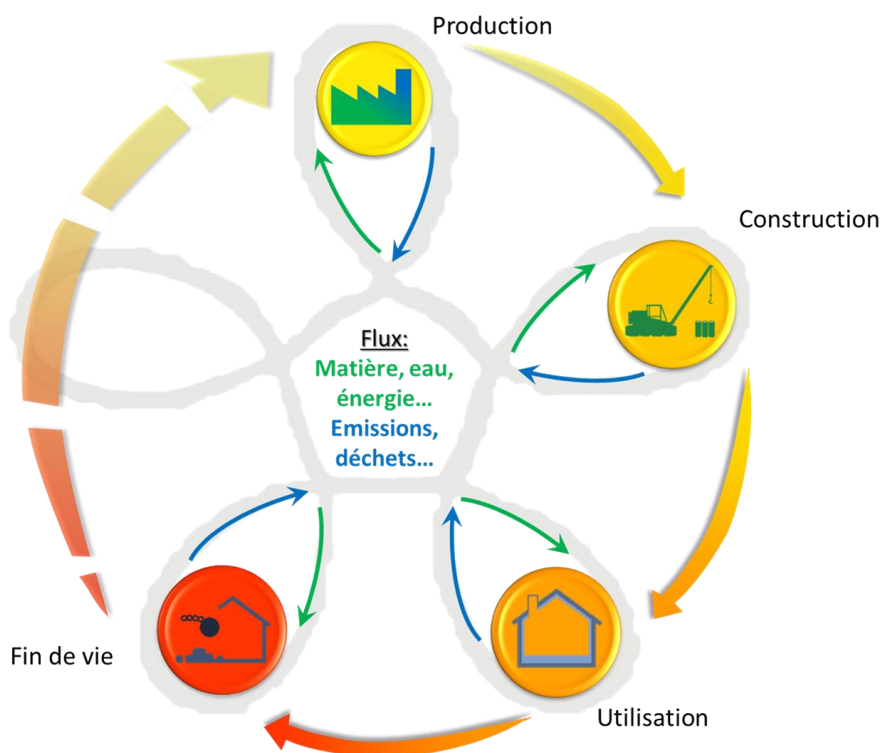 Production
Construction
Flux:
Matière, eau,
énergie...
Emissions,
déchets...
Fin de vie
Utilisation